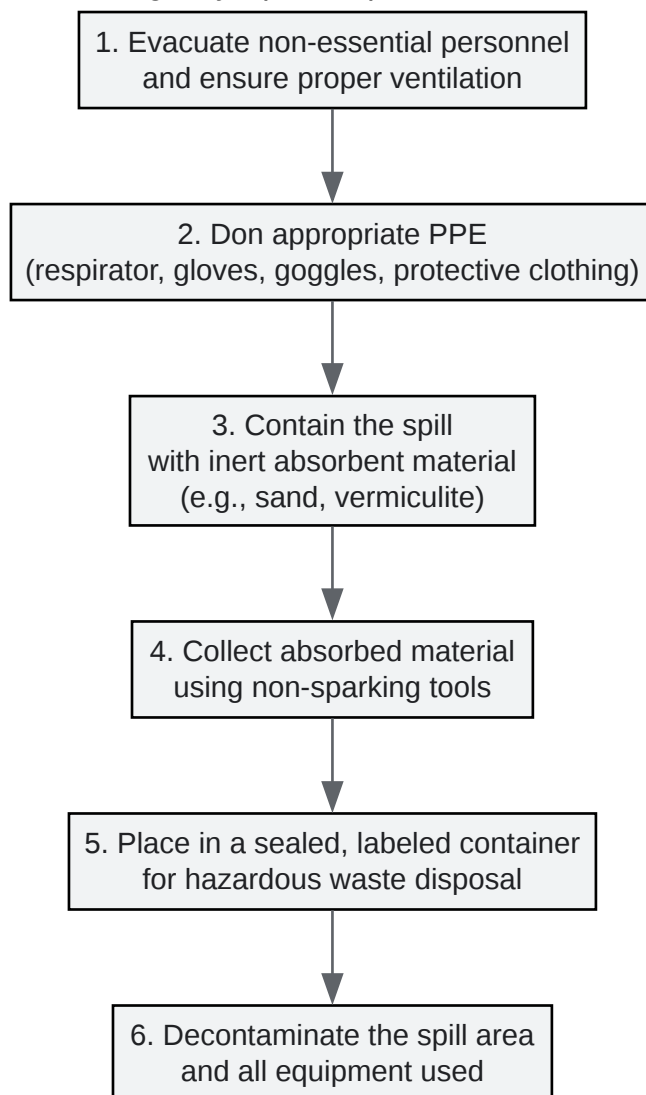 1. Evacuate non-essential personnel
and ensure proper ventilation
2. Don appropriate PPE
(respirator, gloves, goggles, protective clothing)
3. Contain the spill
with inert absorbent material
(e.g., sand, vermiculite)
4. Collect absorbed material
using non-sparking tools
5. Place in a sealed, labeled container
for hazardous waste disposal
6. Decontaminate the spill area
and all equipment used